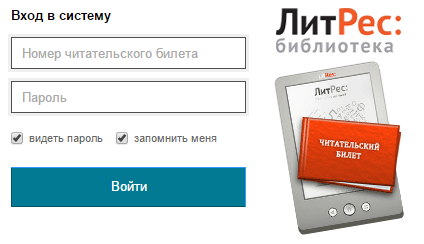 Вход в систему
Номер читательского билета
Пароль
видеть пароль запомнить меня
Войти
ЛитРес:
библиотека
ЛитРес:
ЧИТАТЕЛЬСКИЙ
БИЛЕТ